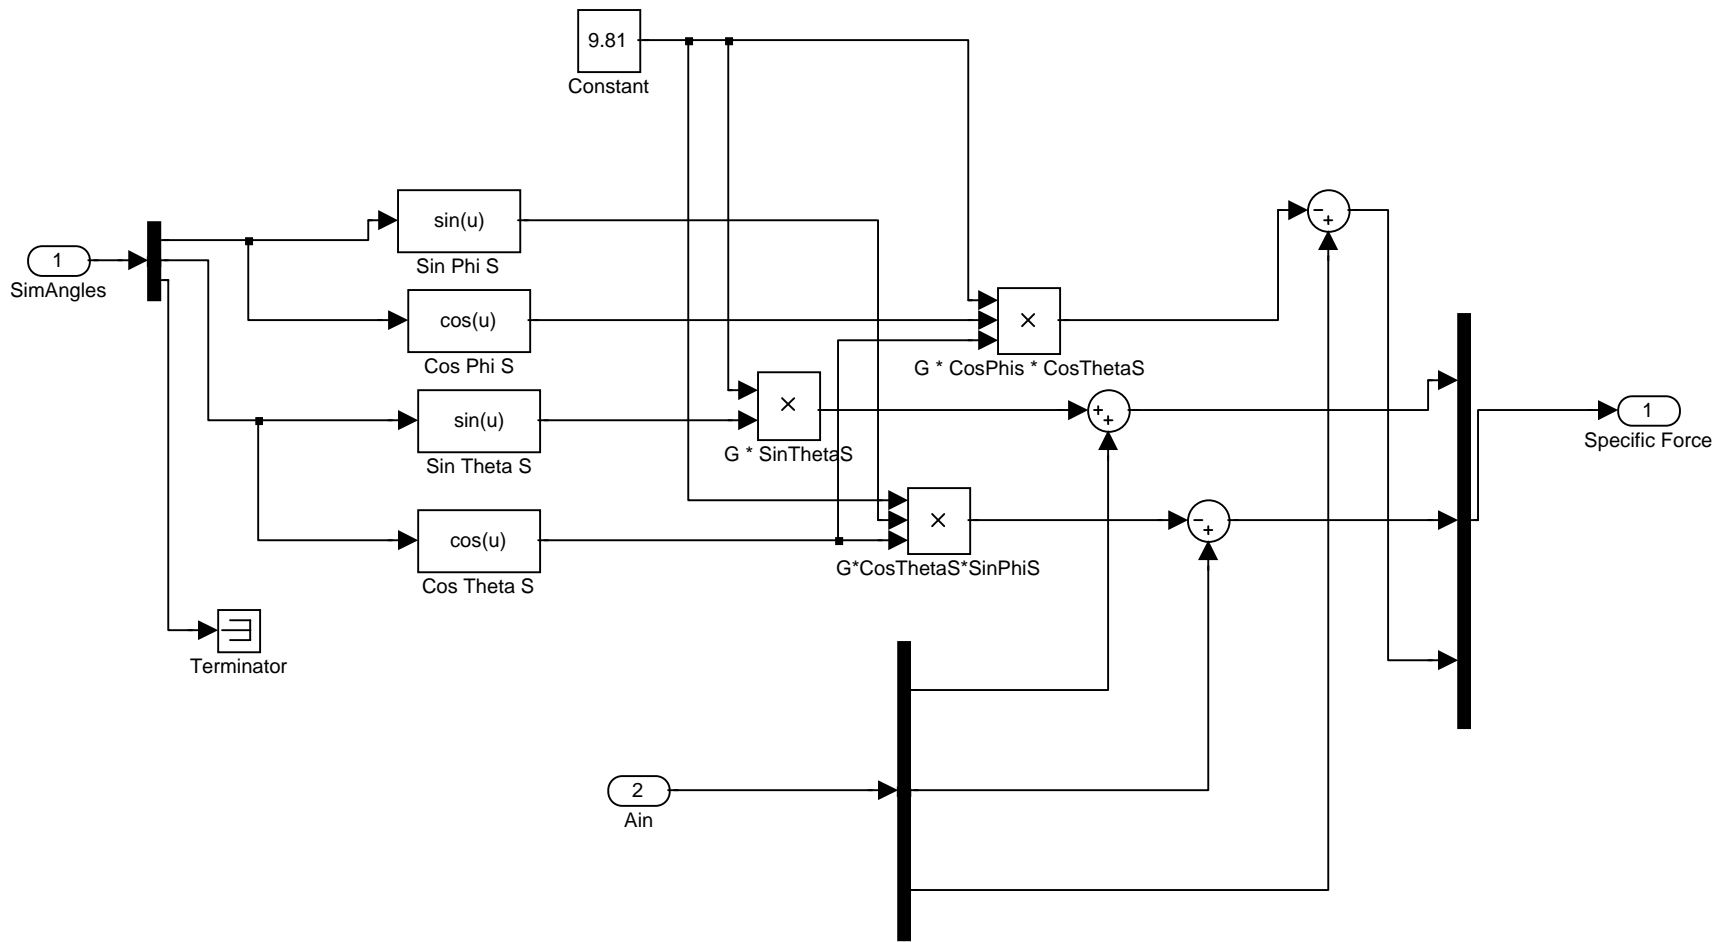 9.81
Constant
sin(u)
Sin Phi S
1
SimAngles
cos(u)
Cos Phi S
×
G * CosPhis * CosThetaS
−
+
sin(u)
Sin Theta S
×
G * SinThetaS
+
+
1
Specific Force
cos(u)
Cos Theta S
×
G*CosThetaS*SinPhiS
−
+
Terminator
2
Ain